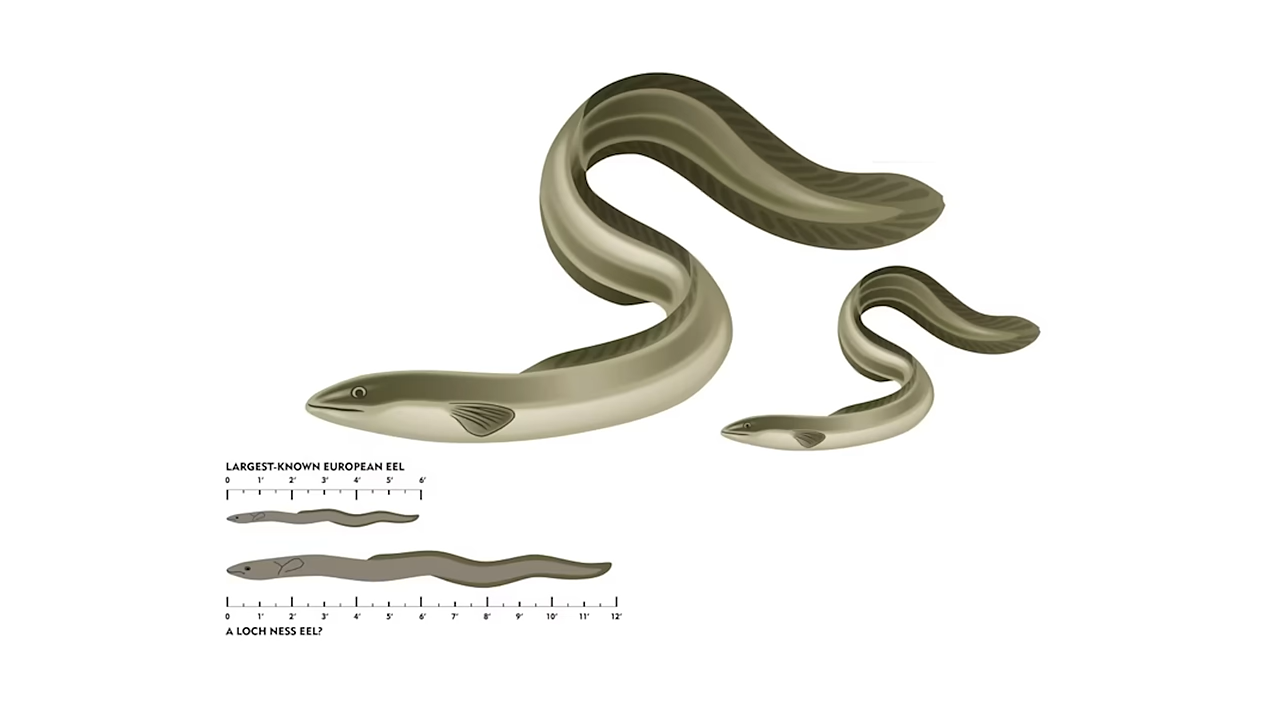 LARGEST-KNOWN EUROPEAN EEL
0 1' 2' 3' 4' 5' 6'
0 1' 2' 3' 4' 5' 6' 7' 8' 9' 10' 11' 12'
A LOCH NESS EEL?